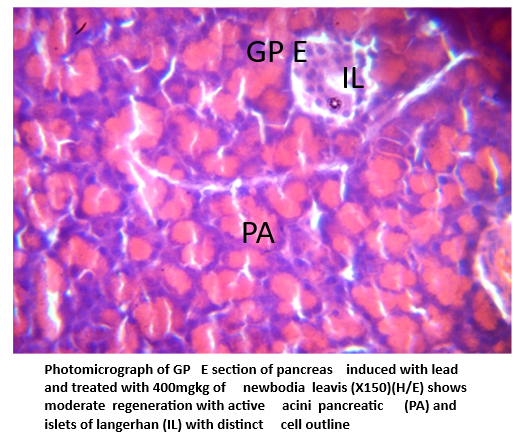 GP E
IL
PA
Photomicrograph of GP E section of pancreas induced with lead
and treated with 400mgkg of newbodia leavis (X150)(H/E) shows
moderate regeneration with active acini pancreatic (PA) and
islets of langerhan (IL) with distinct cell outline